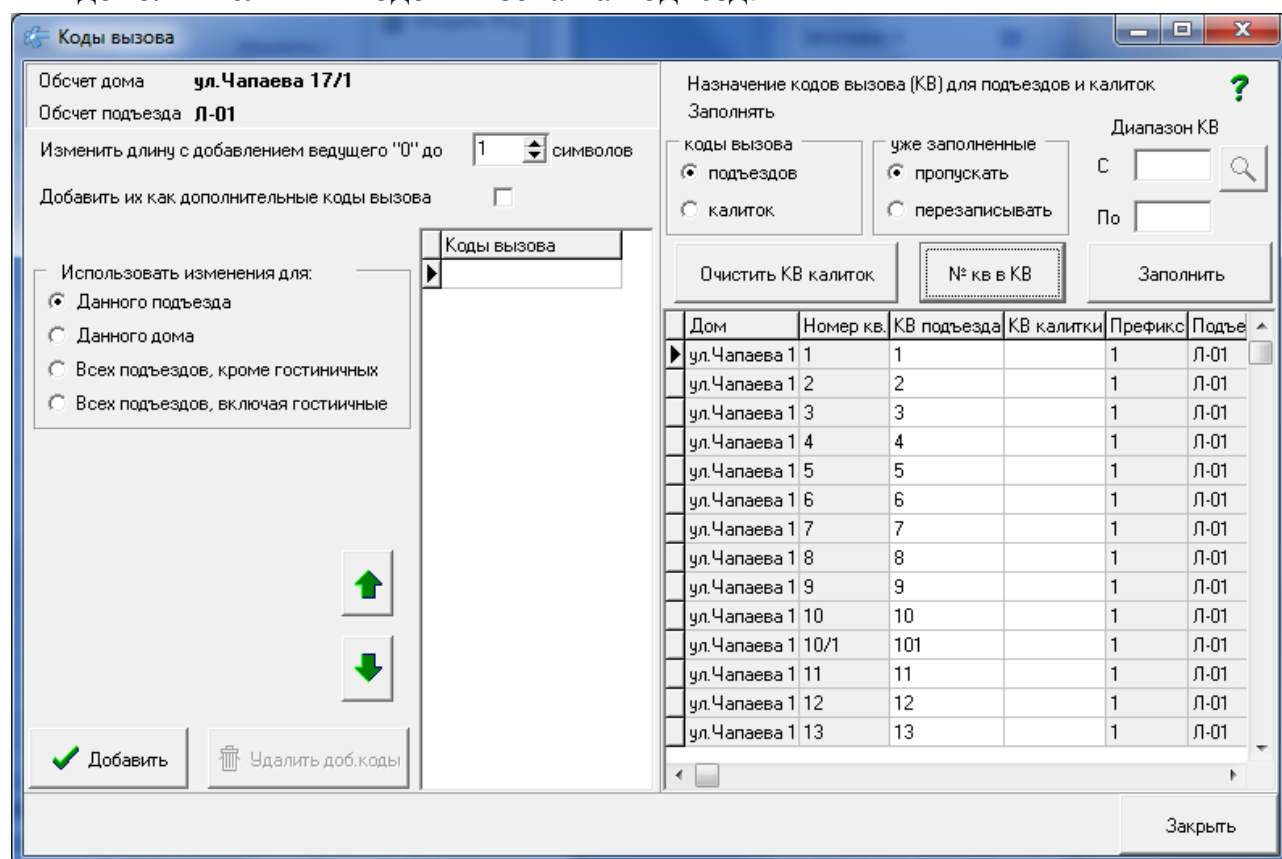 Коды вызова
Обсчет дома ул.Чапаева 17/1
Обсчет подъезда Л-01
Изменить длину с добавлением ведущего "0" до 1 символов
Добавить их как дополнительные коды вызова
Использовать изменения для:
Данного подъезда
Данного дома
Всех подъездов, кроме гостиничных
Всех подъездов, включая гостиичные
Коды вызова
Добавить
Удалить доб.коды
Назначение кодов вызова (КВ) для подъездов и калиток
?
Заполнять
коды вызова
подъездов
калиток
уже заполненные
пропускать
перезаписывать
Диапазон КВ
С
По
Очистить КВ калиток
№ кв в КВ
Заполнить
Дом Номер кв. КВ подъезда КВ калитки Префикс Подъе
ул.Чапаева 1 1 1 1 Л-01
ул.Чапаева 1 2 2 1 Л-01
ул.Чапаева 1 3 3 1 Л-01
ул.Чапаева 1 4 4 1 Л-01
ул.Чапаева 1 5 5 1 Л-01
ул.Чапаева 1 6 6 1 Л-01
ул.Чапаева 1 7 7 1 Л-01
ул.Чапаева 1 8 8 1 Л-01
ул.Чапаева 1 9 9 1 Л-01
ул.Чапаева 1 10 10 1 Л-01
ул.Чапаева 1 10/1 101 1 Л-01
ул.Чапаева 1 11 11 1 Л-01
ул.Чапаева 1 12 12 1 Л-01
ул.Чапаева 1 13 13 1 Л-01
Закрыть